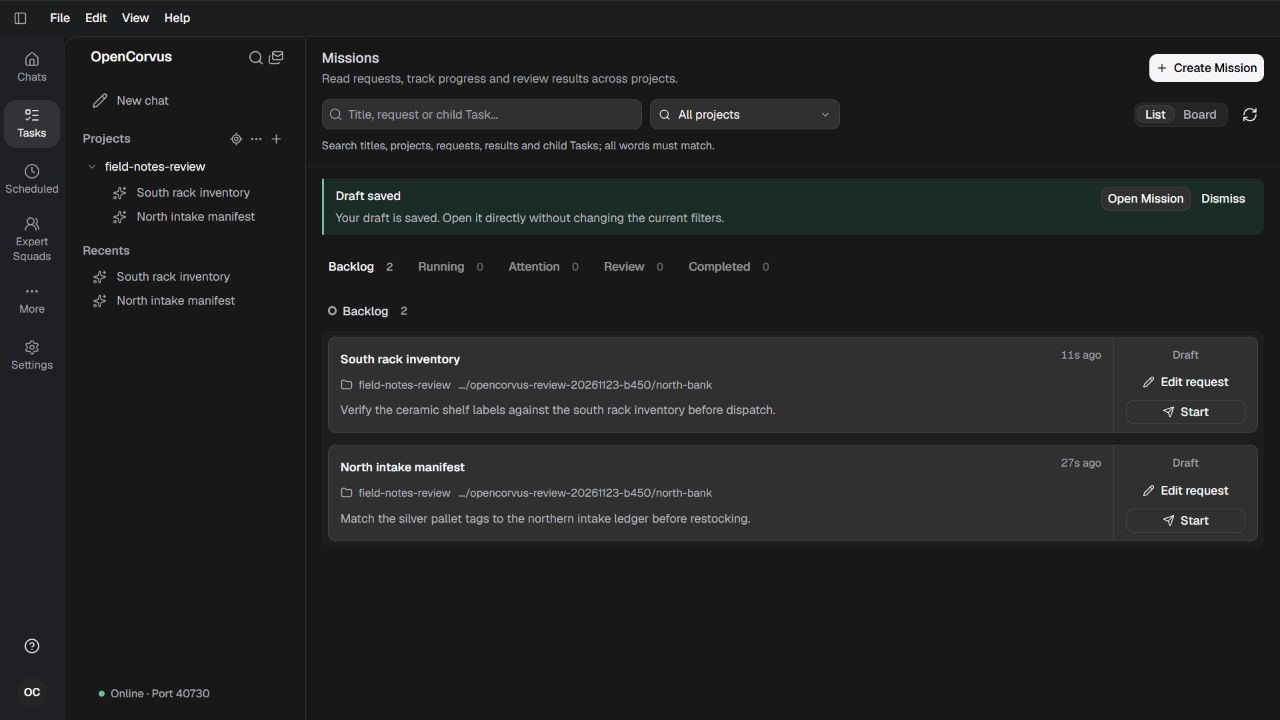 File Edit View Help
Chats
Tasks
Scheduled
Expert
Squads
More
Settings
OC
OpenCorvus
New chat
Projects
field-notes-review
South rack inventory
North intake manifest
Recents
South rack inventory
North intake manifest
Online · Port 40730
Missions
Read requests, track progress and review results across projects.
Create Mission
Title, request or child Task...
All projects
List Board
Search titles, projects, requests, results and child Tasks; all words must match.
Draft saved
Your draft is saved. Open it directly without changing the current filters.
Open Mission Dismiss
Backlog 2 Running 0 Attention 0 Review 0 Completed 0
Backlog 2
South rack inventory 11s ago
field-notes-review .../opencorvus-review-20261123-b450/north-bank
Verify the ceramic shelf labels against the south rack inventory before dispatch.
Draft
Edit request
Start
North intake manifest 27s ago
field-notes-review .../opencorvus-review-20261123-b450/north-bank
Match the silver pallet tags to the northern intake ledger before restocking.
Draft
Edit request
Start